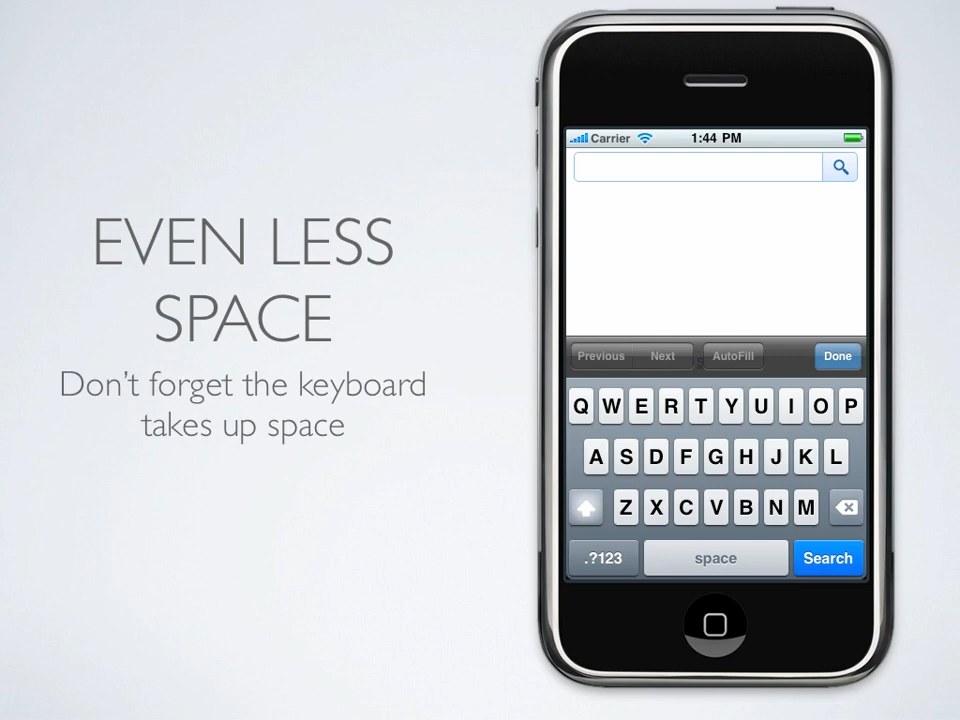 EVEN LESS
SPACE
Don't forget the keyboard
takes up space
Carrier 1:44 PM
Previous Next AutoFill Done
Q W E R T Y U I O P
A S D F G H J K L
Z X C V B N M
.?123 space Search